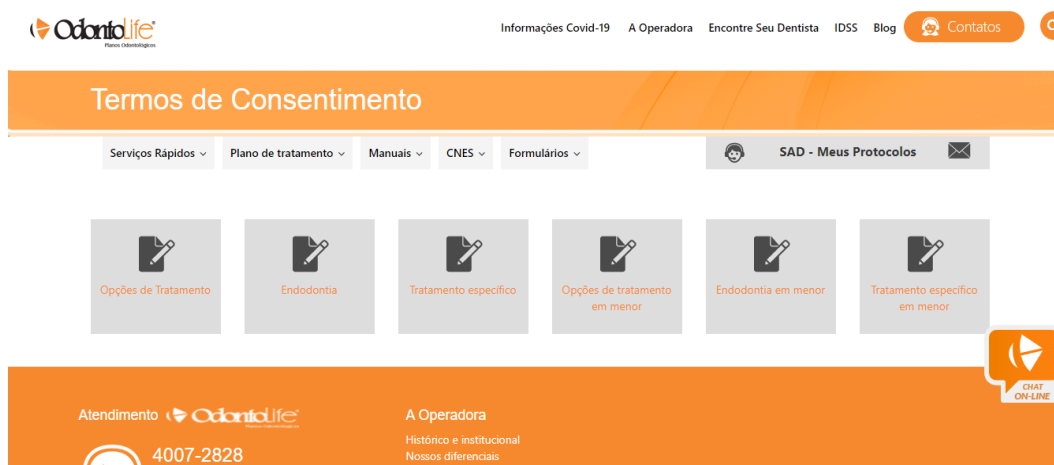 OdontoLife
Planos Odontológicos
Informações Covid-19 A Operadora Encontre Seu Dentista IDSS Blog Contatos
Termos de Consentimento
Serviços Rápidos Plano de tratamento Manuais CNES Formulários SAD - Meus Protocolos
Opções de Tratamento
Endodontia
Tratamento específico
Opções de tratamento
em menor
Endodontia em menor
Tratamento específico
em menor
CHAT
ON-LINE
Atendimento OdontoLife
A Operadora
Histórico e institucional
Nossos diferenciais
4007-2828